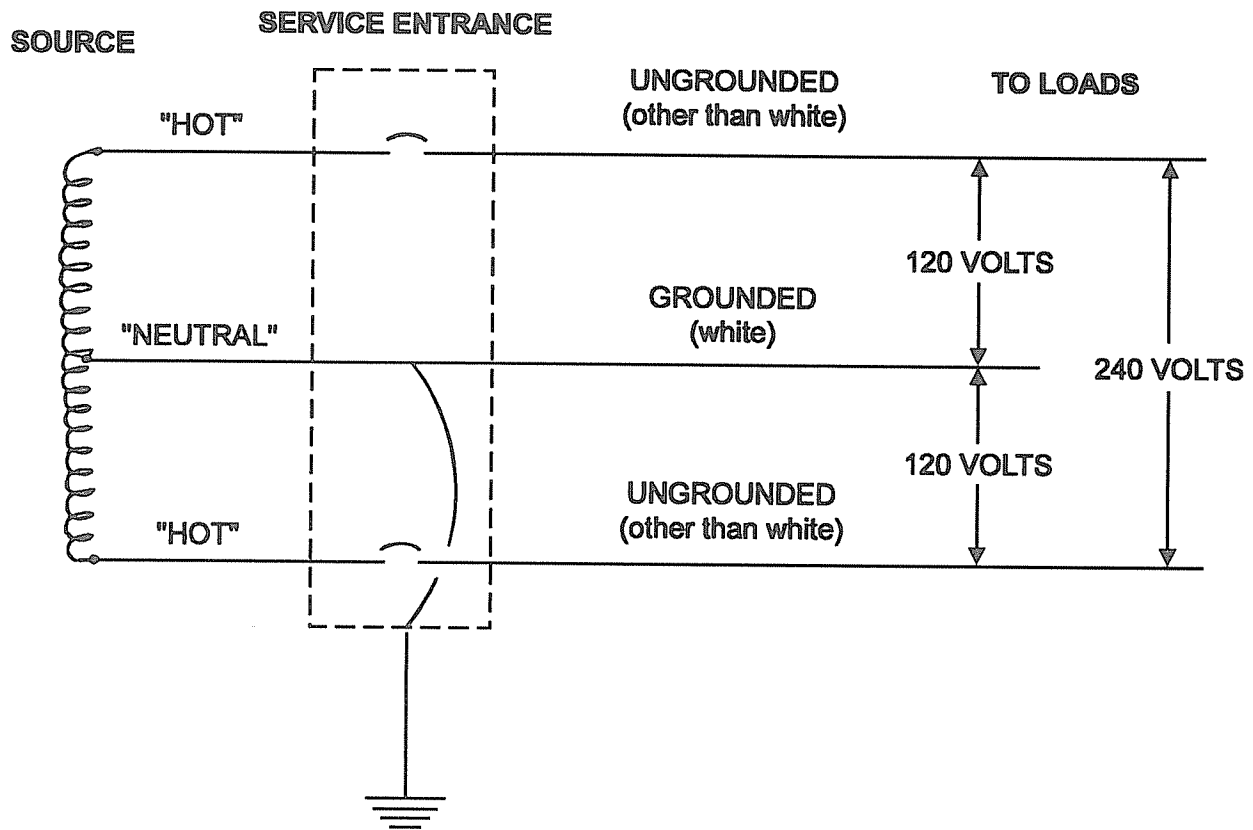 SERVICE ENTRANCE
SOURCE
UNGROUNDED
(other than white)
TO LOADS
"HOT"
120 VOLTS
GROUNDED
(white)
"NEUTRAL"
240 VOLTS
120 VOLTS
UNGROUNDED
(other than white)
"HOT"